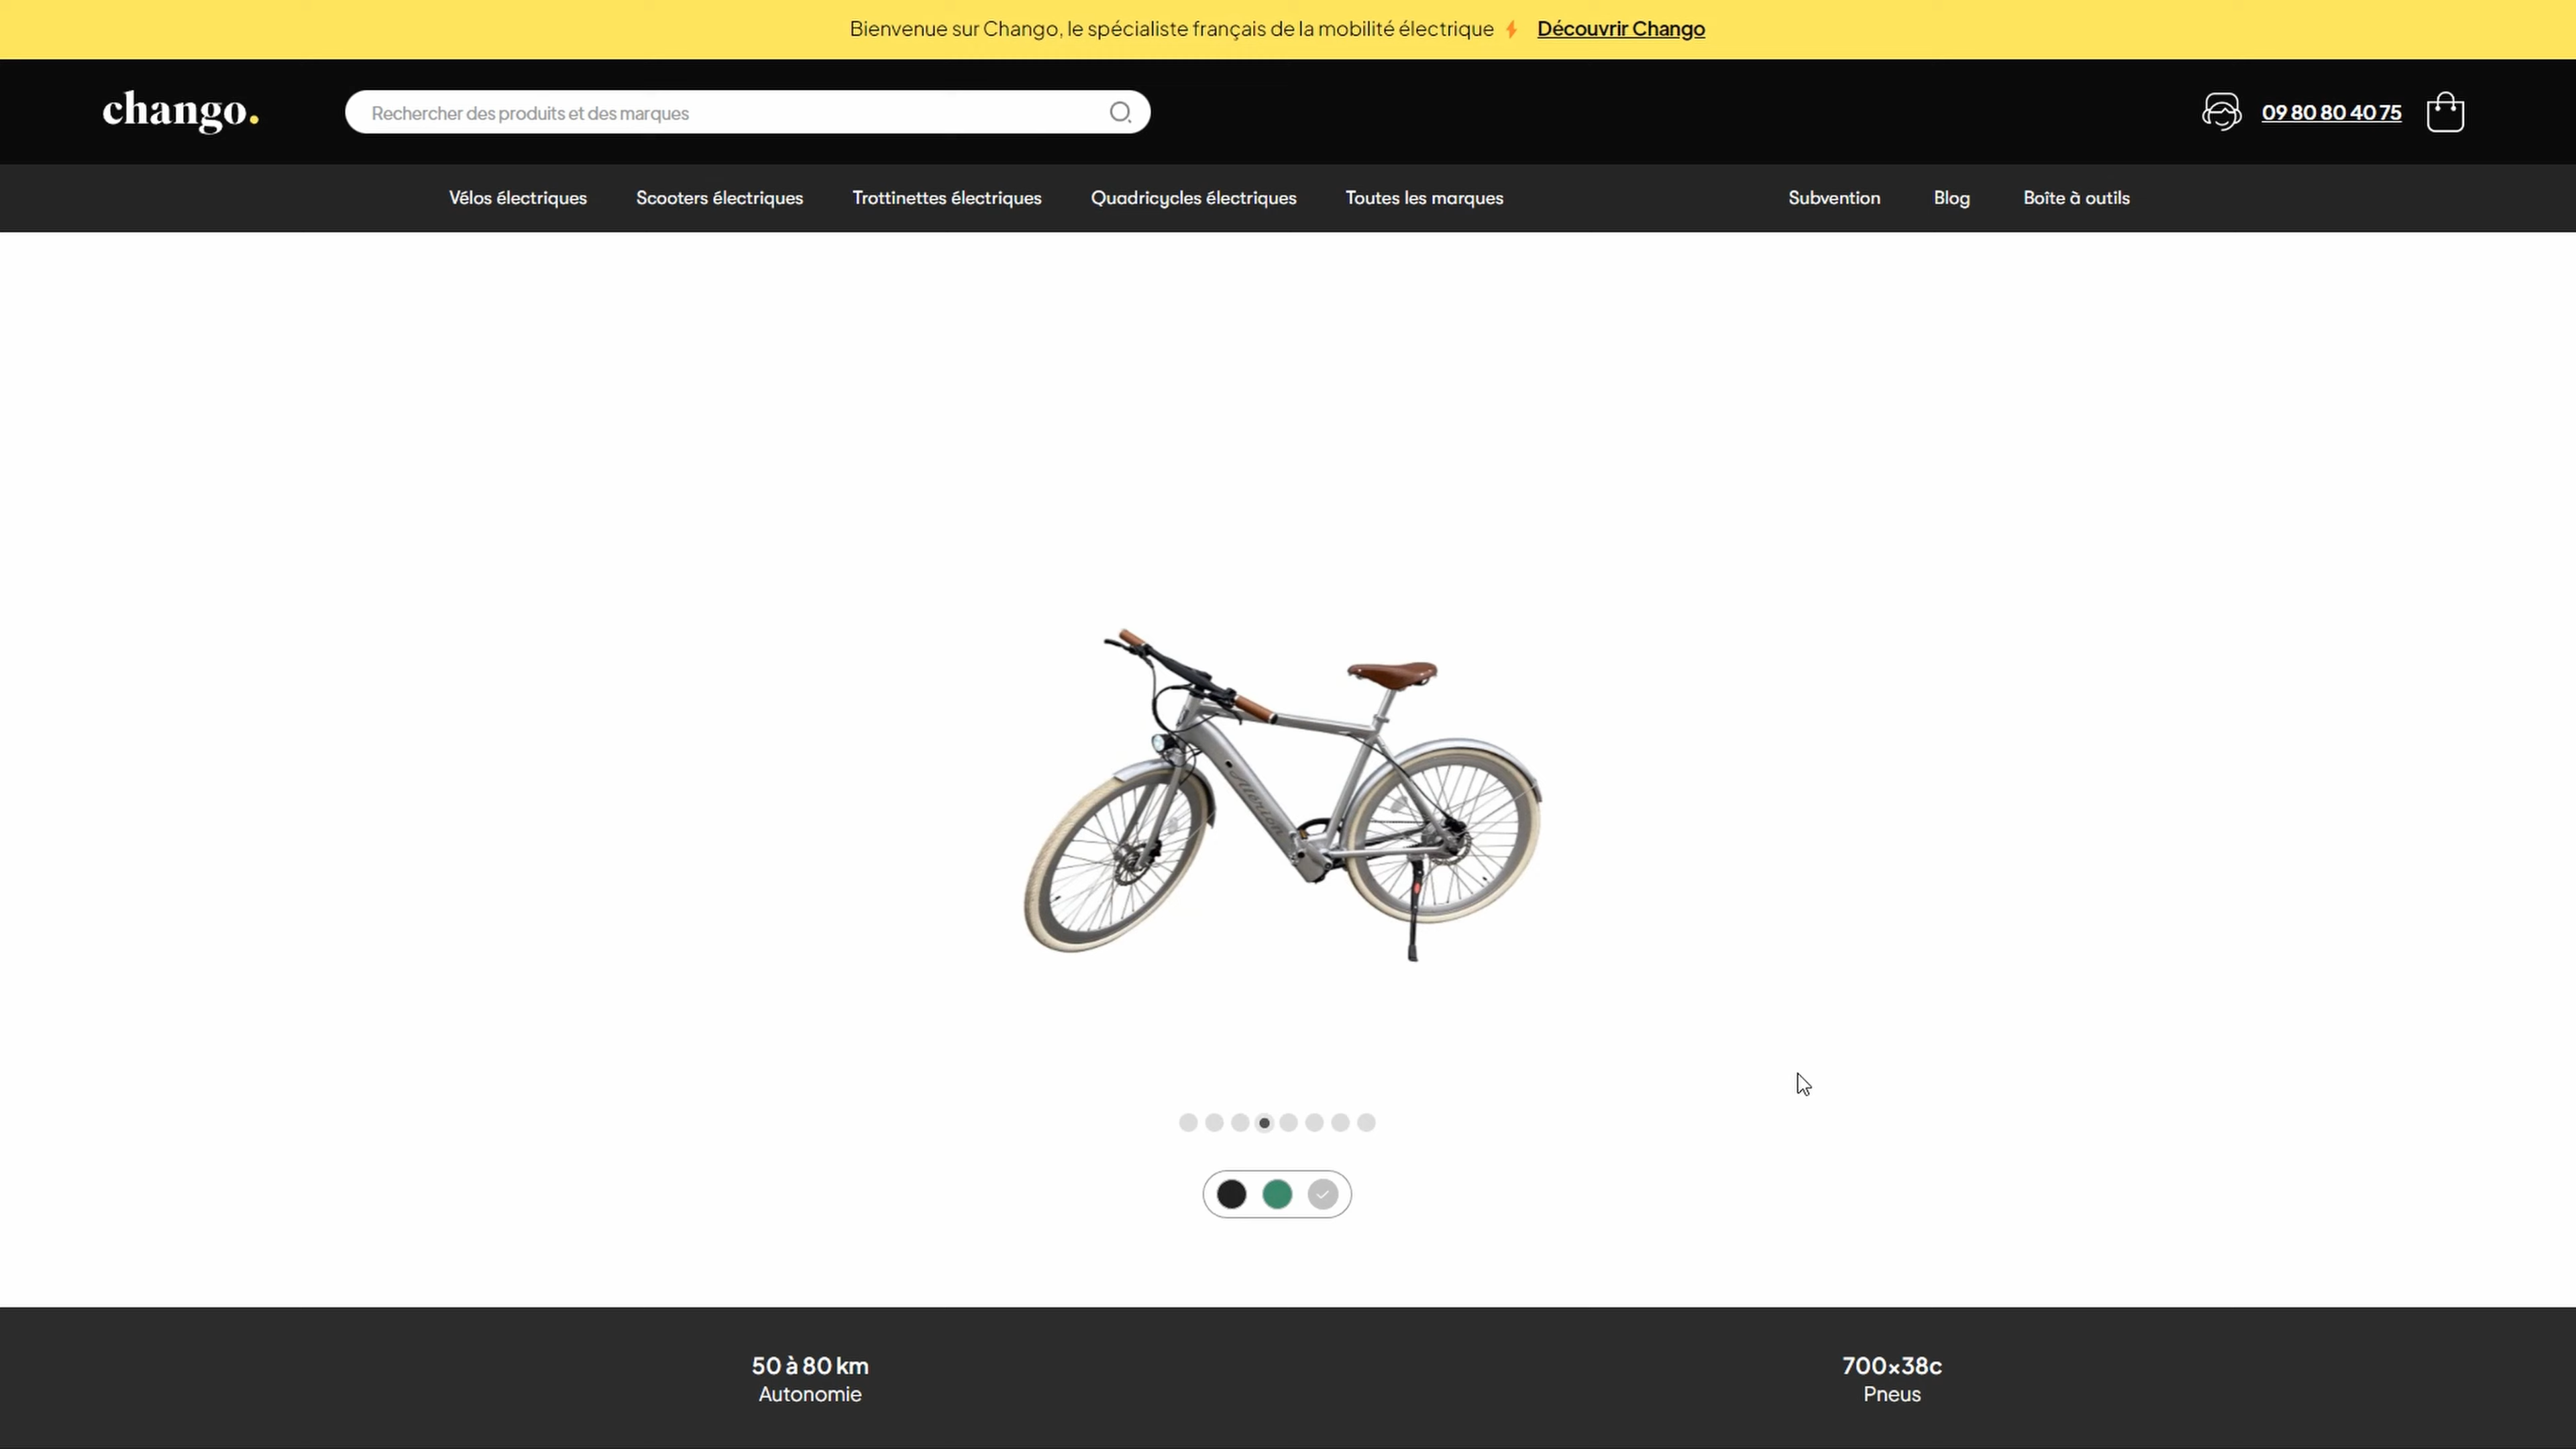 Bienvenue sur Chango, le spécialiste français de la mobilité électrique Découvrir Chango
chango.
Rechercher des produits et des marques
09 80 80 40 75
Vélos électriques Scooters électriques Trottinettes électriques Quadricycles électriques Toutes les marques Subvention Blog Boîte à outils
50 à 80 km
Autonomie
700x38c
Pneus